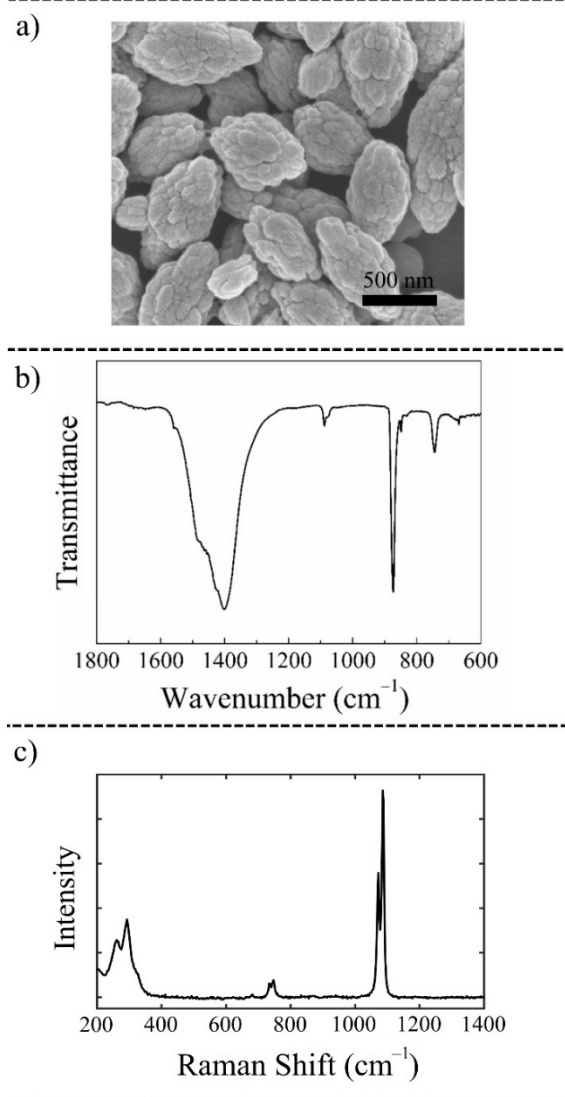 a)
500 nm
b)
Transmittance
1800 1600 1400 1200 1000 800 600
Wavenumber (cm⁻¹)
c)
Intensity
200 400 600 800 1000 1200 1400
Raman Shift (cm⁻¹)